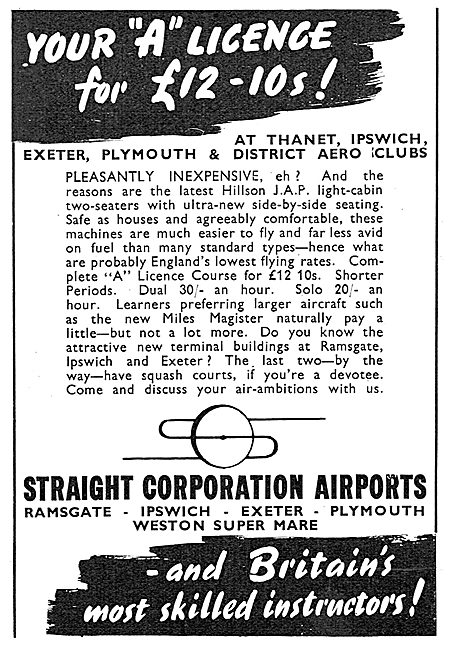 YOUR "A" LICENCE
for £12-10s!
AT THANET, IPSWICH,
EXETER, PLYMOUTH & DISTRICT AERO CLUBS
PLEASANTLY INEXPENSIVE, eh? And the
reasons are the latest Hillson J.A.P. light-cabin
two-seaters with ultra-new side-by-side seating.
Safe as houses and agreeably comfortable, these
machines are much easier to fly and far less avid
on fuel than many standard types—hence what
are probably England's lowest flying rates. Com-
plete "A" Licence Course for £12 10s. Shorter
Periods. Dual 30/- an hour. Solo 20/- an
hour. Learners preferring larger aircraft such
as the new Miles Magister naturally pay a
little—but not a lot more. Do you know the
attractive new terminal buildings at Ramsgate,
Ipswich and Exeter? The last two—by the
way—have squash courts, if you're a devotee.
Come and discuss your air-ambitions with us.
STRAIGHT CORPORATION AIRPORTS
RAMSGATE - IPSWICH - EXETER - PLYMOUTH
WESTON SUPER MARE
- and Britain's
most skilled instructors!